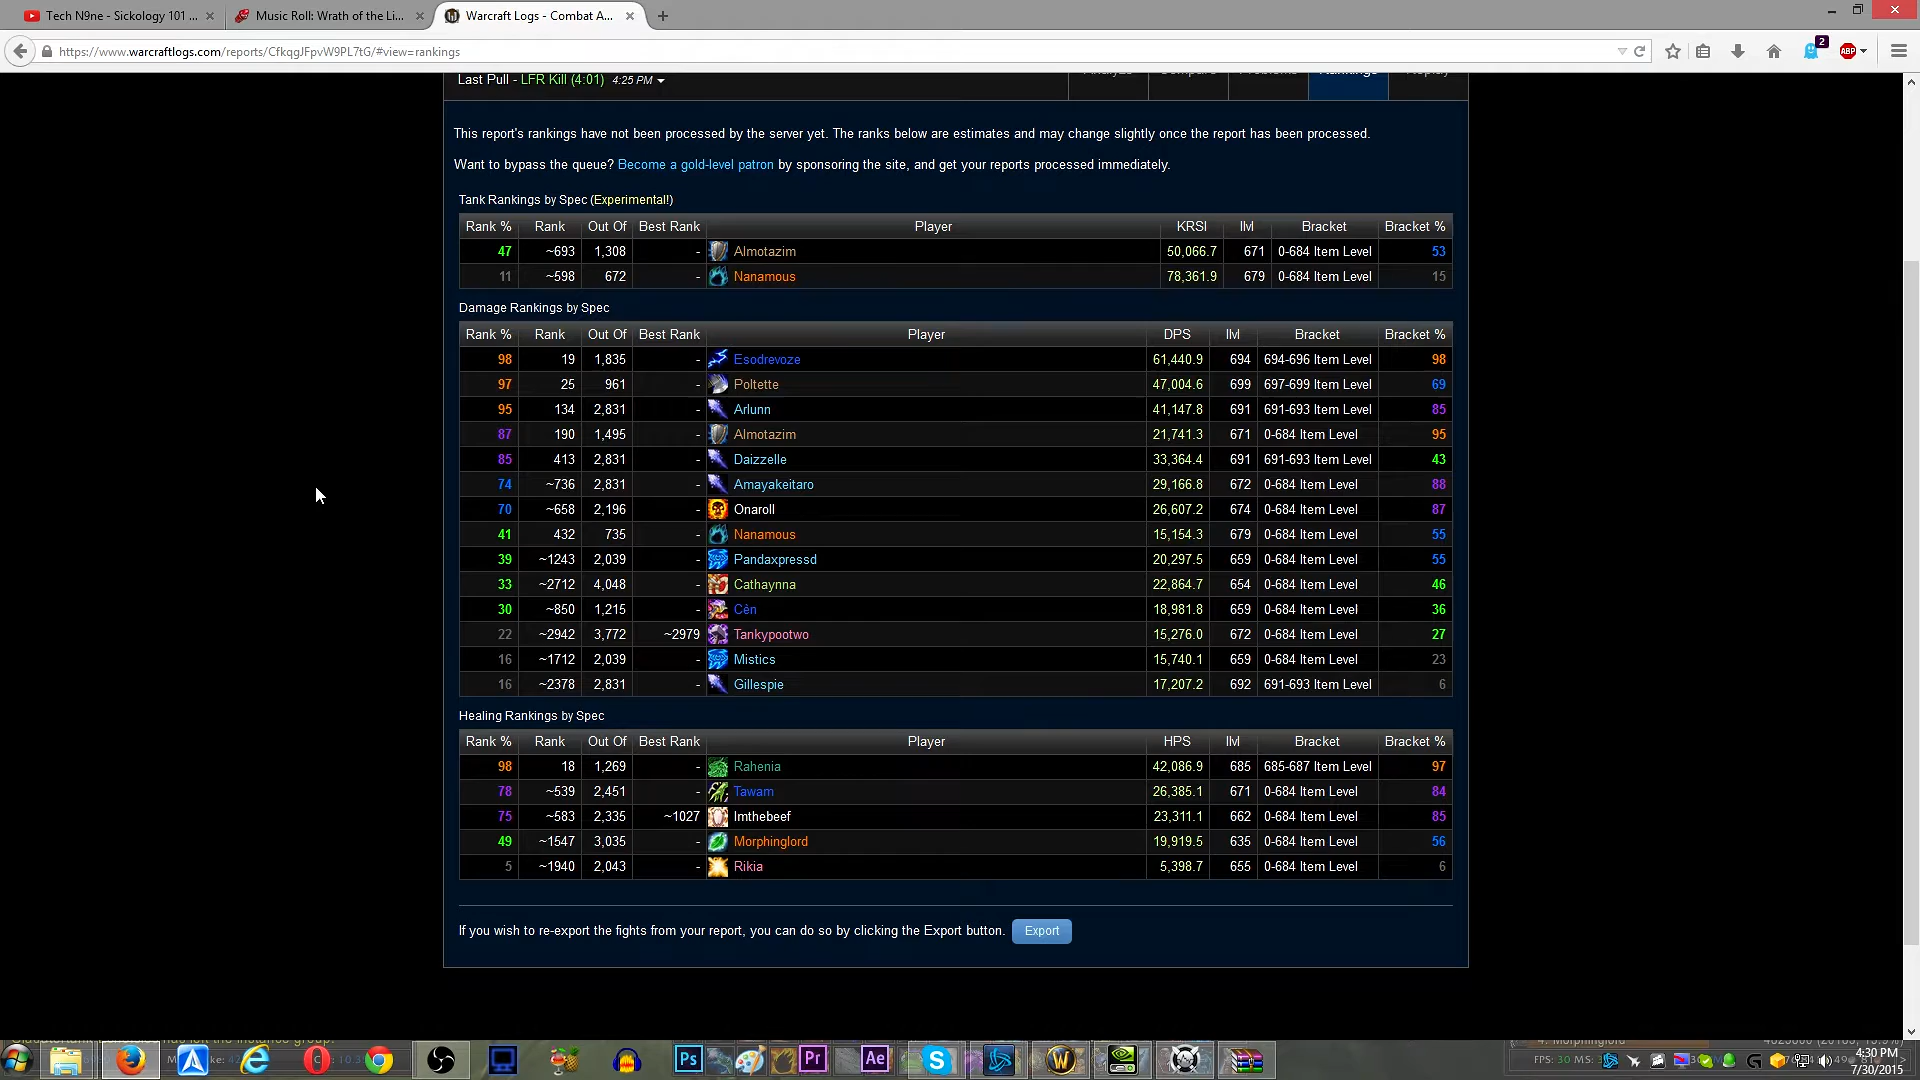 Tech N9ne - Sickology 101 ...
Music Roll: Wrath of the Li...
Warcraft Logs - Combat A...
https://www.warcraftlogs.com/reports/CfkqgJFpvW9PL7tG/#view=rankings
2
ABP
Last Pull - LFR Kill (4:01) 4:25 PM
Analyze Compare Problems Rankings Replay
This report's rankings have not been processed by the server yet. The ranks below are estimates and may change slightly once the report has been processed.
Want to bypass the queue? Become a gold-level patron by sponsoring the site, and get your reports processed immediately.
Tank Rankings by Spec (Experimental!)
Rank % Rank Out Of Best Rank Player KRSI Ilvl Bracket Bracket %
47 ~693 1,308 - Almotazim 50,066.7 671 0-684 Item Level 53
11 ~598 672 - Nanamous 78,361.9 679 0-684 Item Level 15
Damage Rankings by Spec
Rank % Rank Out Of Best Rank Player DPS Ilvl Bracket Bracket %
98 19 1,835 - Esodrevoze 61,440.9 694 694-696 Item Level 98
97 25 961 - Poltette 47,004.6 699 697-699 Item Level 69
95 134 2,831 - Arlunn 41,147.8 691 691-693 Item Level 85
87 190 1,495 - Almotazim 21,741.3 671 0-684 Item Level 95
85 413 2,831 - Daizzelle 33,364.4 691 691-693 Item Level 43
74 ~736 2,831 - Amayakeitaro 29,166.8 672 0-684 Item Level 88
70 ~658 2,196 - Onaroll 26,607.2 674 0-684 Item Level 87
41 432 735 - Nanamous 15,154.3 679 0-684 Item Level 55
39 ~1243 2,039 - Pandaxpressd 20,297.5 659 0-684 Item Level 55
33 ~2712 4,048 - Cathaynna 22,864.7 654 0-684 Item Level 46
30 ~850 1,215 - Cên 18,981.8 659 0-684 Item Level 36
22 ~2942 3,772 ~2979 Tankypootwo 15,276.0 672 0-684 Item Level 27
16 ~1712 2,039 - Mistics 15,740.1 659 0-684 Item Level 23
16 ~2378 2,831 - Gillespie 17,207.2 692 691-693 Item Level 6
Healing Rankings by Spec
Rank % Rank Out Of Best Rank Player HPS Ilvl Bracket Bracket %
98 18 1,269 - Rahenia 42,086.9 685 685-687 Item Level 97
78 ~539 2,451 - Tawam 26,385.1 671 0-684 Item Level 84
75 ~583 2,335 ~1027 Imthebeef 23,311.1 662 0-684 Item Level 85
49 ~1547 3,035 - Morphinglord 19,919.5 635 0-684 Item Level 56
5 ~1940 2,043 - Rikia 5,398.7 655 0-684 Item Level 6
If you wish to re-export the fights from your report, you can do so by clicking the Export button. Export
Ps Pr Ae
FPS: 30 MS:
4:30 PM
7/30/2015